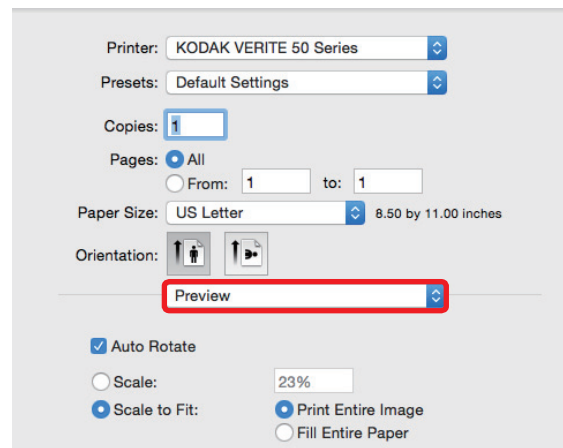 Printer: KODAK VERITE 50 Series
Presets: Default Settings
Copies: 1
Pages: All
From: 1 to: 1
Paper Size: US Letter 8.50 by 11.00 inches
Orientation:
Preview
Auto Rotate
Scale: 23%
Scale to Fit: Print Entire Image
Fill Entire Paper